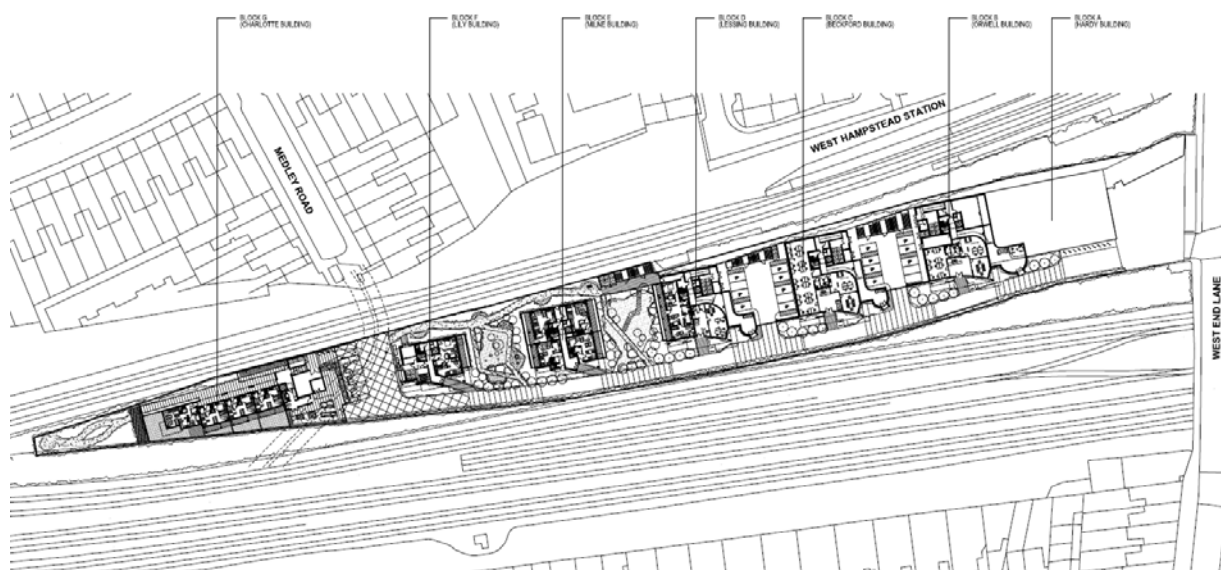 BLOCK G
(CHARLOTTE BUILDING)
BLOCK F
(LILY BUILDING)
BLOCK E
(MILNE BUILDING)
BLOCK D
(LESSING BUILDING)
BLOCK C
(BECKFORD BUILDING)
BLOCK B
(ORWELL BUILDING)
BLOCK A
(HARDY BUILDING)
WEST HAMPSTEAD STATION
MEDLEY ROAD
WEST END LANE